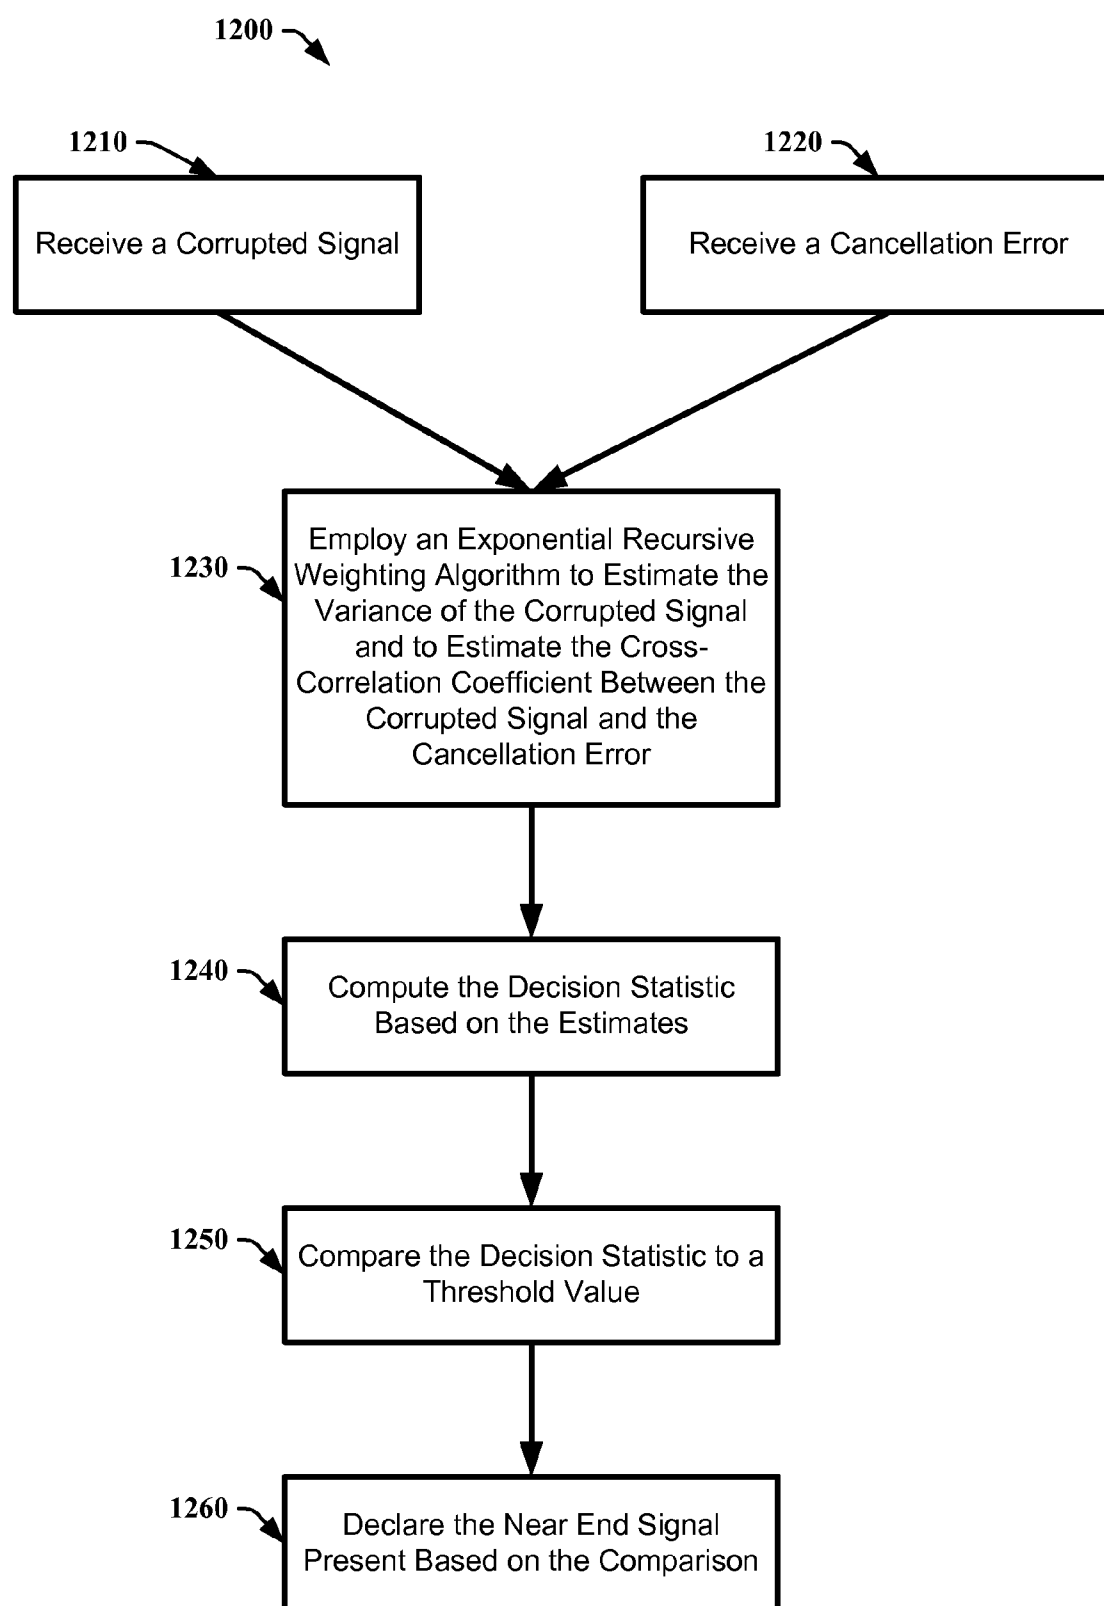 1200
1210
1220
Receive a Corrupted Signal
Receive a Cancellation Error
1230
Employ an Exponential Recursive
Weighting Algorithm to Estimate the
Variance of the Corrupted Signal
and to Estimate the Cross-
Correlation Coefficient Between the
Corrupted Signal and the
Cancellation Error
1240
Compute the Decision Statistic
Based on the Estimates
1250
Compare the Decision Statistic to a
Threshold Value
1260
Declare the Near End Signal
Present Based on the Comparison